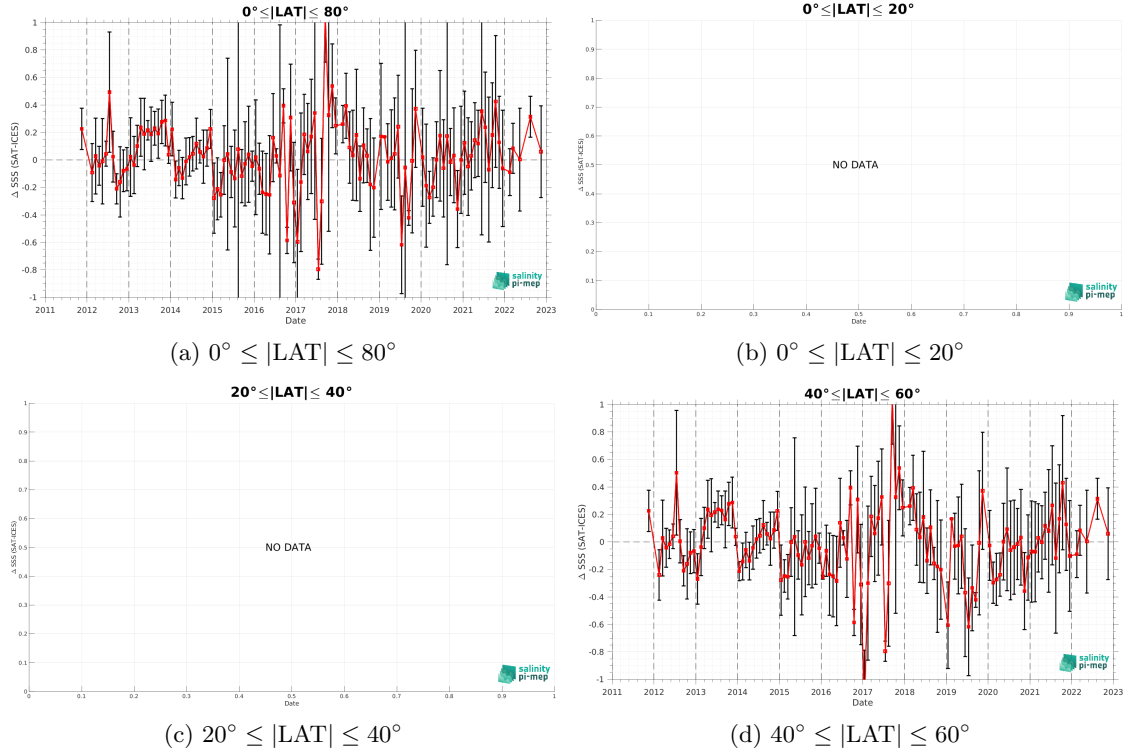 0°≤|LAT|≤ 80°
1
0.8
0.6
0.4
0.2
0
-0.2
-0.4
-0.6
-0.8
-1
Δ SSS (SAT-ICES)
2011 2012 2013 2014 2015 2016 2017 2018 2019 2020 2021 2022 2023
Date
salinity
pi-mep
(a) 0° ≤ |LAT| ≤ 80°
0°≤|LAT|≤ 20°
1
0.9
0.8
0.7
0.6
0.5
0.4
0.3
0.2
0.1
0
Δ SSS (SAT-ICES)
NO DATA
0 0.1 0.2 0.3 0.4 0.5 0.6 0.7 0.8 0.9 1
Date
salinity
pi-mep
(b) 0° ≤ |LAT| ≤ 20°
20°≤|LAT|≤ 40°
1
0.9
0.8
0.7
0.6
0.5
0.4
0.3
0.2
0.1
0
Δ SSS (SAT-ICES)
NO DATA
0 0.1 0.2 0.3 0.4 0.5 0.6 0.7 0.8 0.9 1
Date
salinity
pi-mep
(c) 20° ≤ |LAT| ≤ 40°
40°≤|LAT|≤ 60°
1
0.8
0.6
0.4
0.2
0
-0.2
-0.4
-0.6
-0.8
-1
Δ SSS (SAT-ICES)
2011 2012 2013 2014 2015 2016 2017 2018 2019 2020 2021 2022 2023
Date
salinity
pi-mep
(d) 40° ≤ |LAT| ≤ 60°